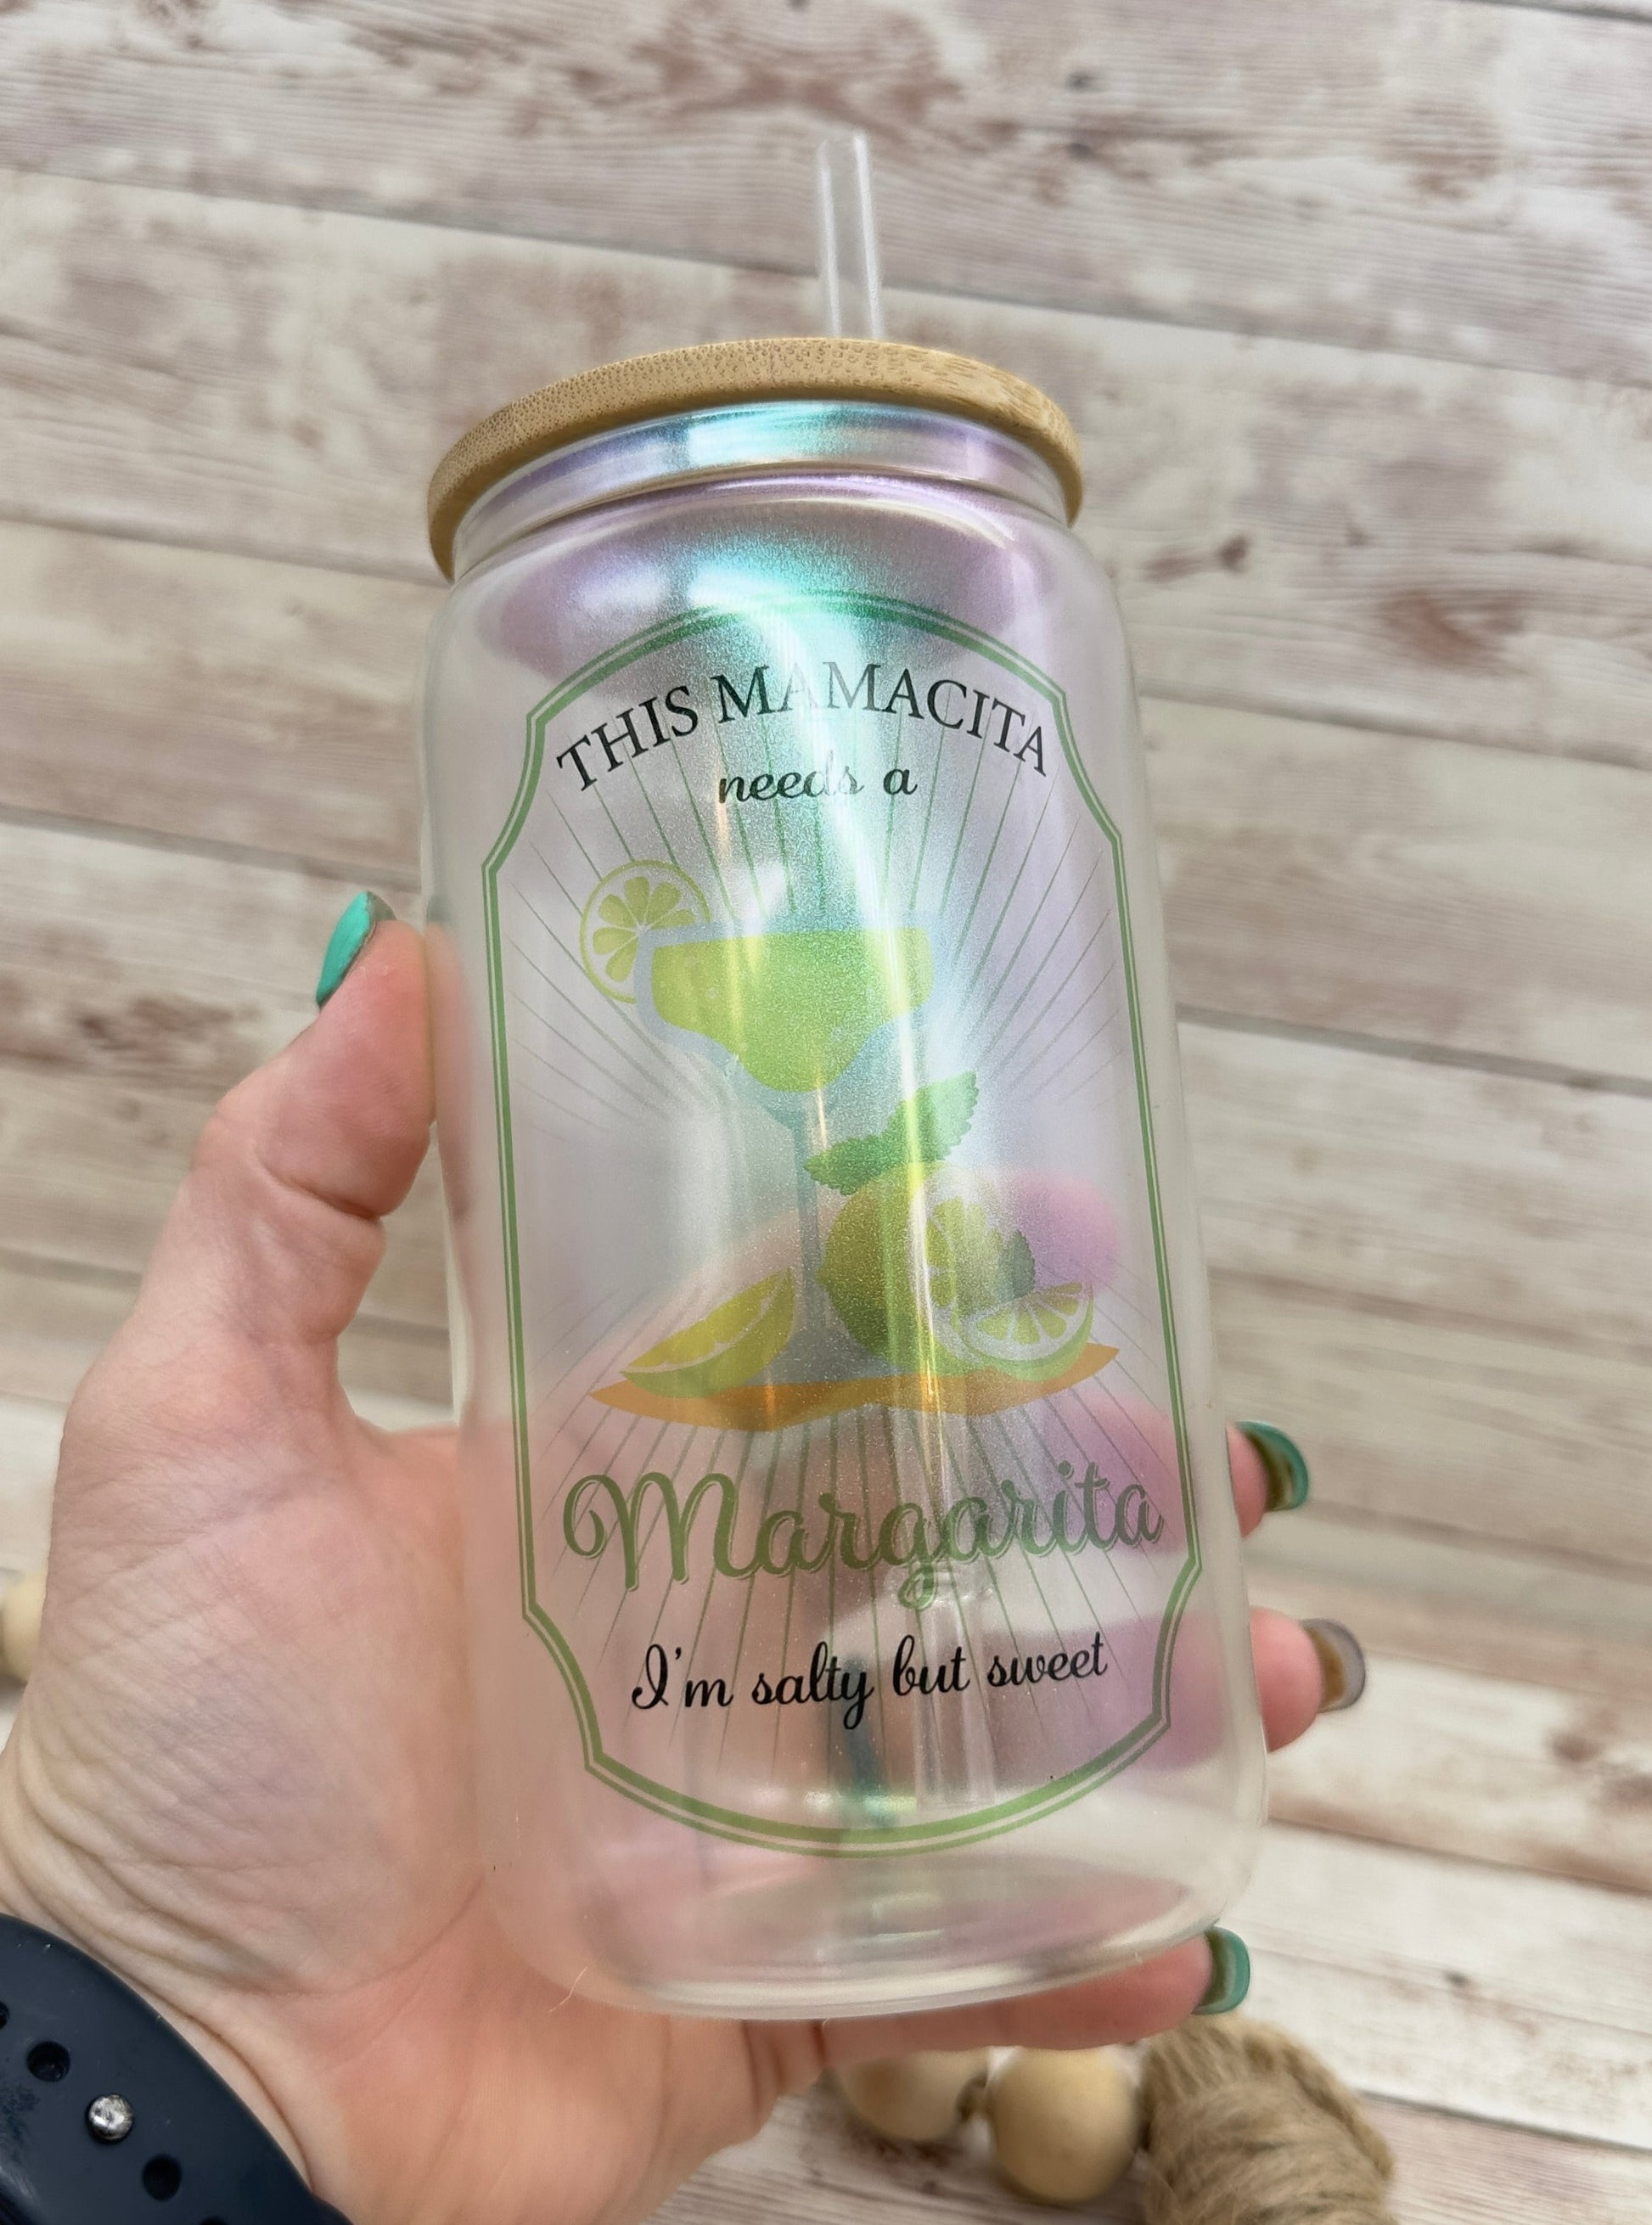 THIS MAMACITA
needs a
Margarita
I'm salty but sweet